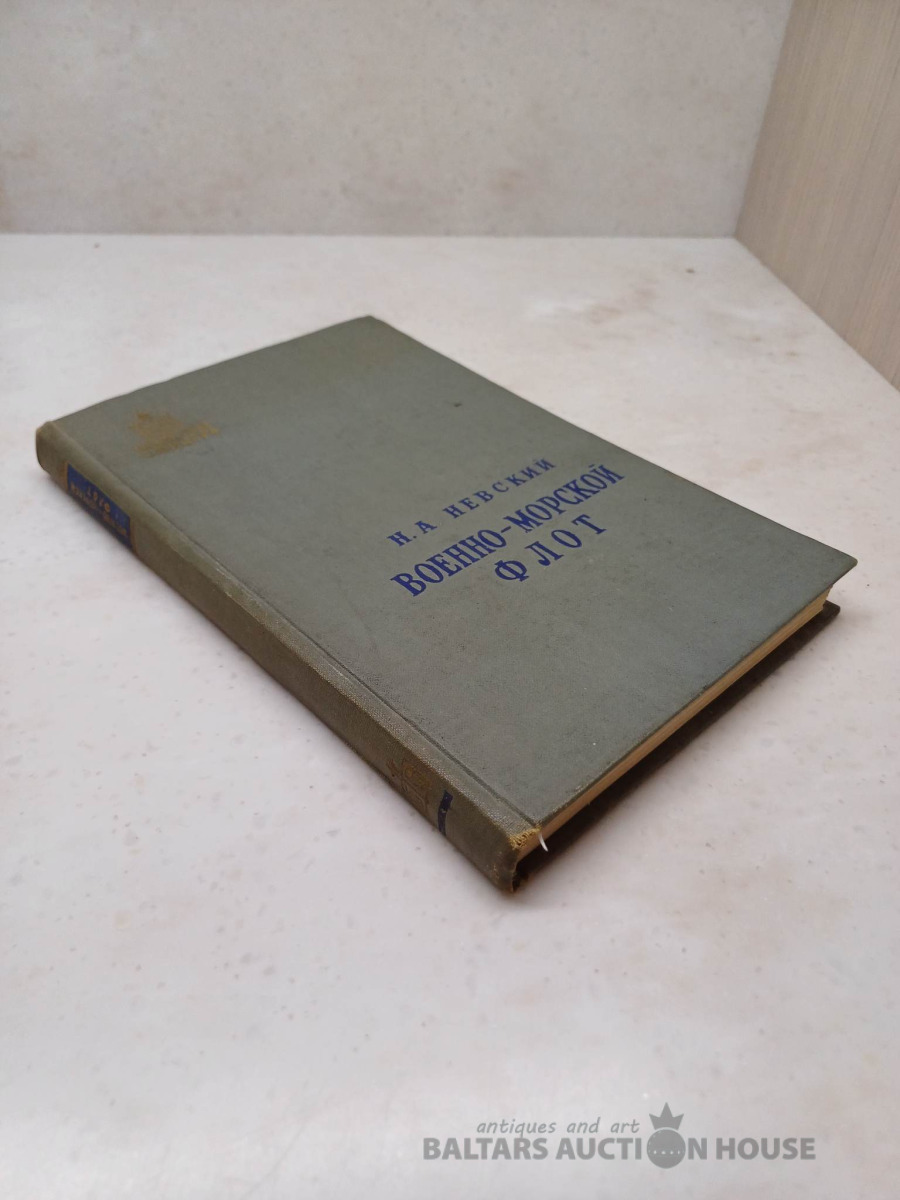 Н. А НЕВСКИЙ
ВОЕННО-МОРСКОЙ
ФЛОТ
antiques and art
BALTARS AUCTION HOUSE